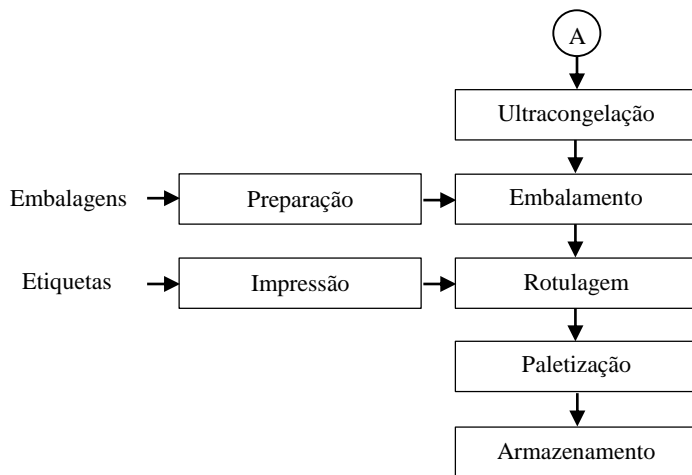 A
Ultracongelação
Embalagens
Preparação
Embalamento
Etiquetas
Impressão
Rotulagem
Paletização
Armazenamento